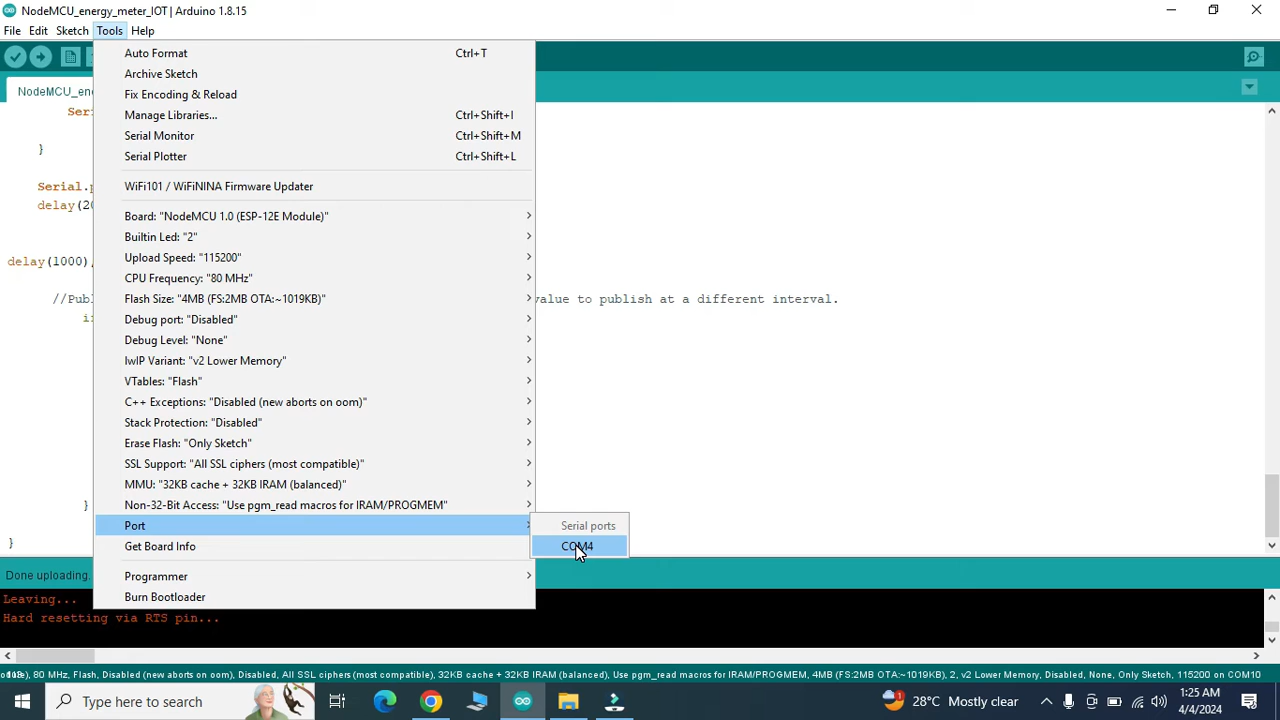 NodeMCU_energy_meter_IOT | Arduino 1.8.15
File Edit Sketch Tools Help
Auto Format Ctrl+T
NodeMCU_en
Archive Sketch
Fix Encoding & Reload
Seri
Manage Libraries... Ctrl+Shift+I
Serial Monitor Ctrl+Shift+M
}
Serial Plotter Ctrl+Shift+L
Serial.p
WiFi101 / WiFiNINA Firmware Updater
delay(20
Board: "NodeMCU 1.0 (ESP-12E Module)"
Builtin Led: "2"
delay(1000)
Upload Speed: "115200"
CPU Frequency: "80 MHz"
//Publ
Flash Size: "4MB (FS:2MB OTA:~1019KB)"
value to publish at a different interval.
i
Debug port: "Disabled"
Debug Level: "None"
lwIP Variant: "v2 Lower Memory"
VTables: "Flash"
C++ Exceptions: "Disabled (new aborts on oom)"
Stack Protection: "Disabled"
Erase Flash: "Only Sketch"
SSL Support: "All SSL ciphers (most compatible)"
MMU: "32KB cache + 32KB IRAM (balanced)"
}
Non-32-Bit Access: "Use pgm_read macros for IRAM/PROGMEM"
Port
Serial ports
}
Get Board Info
COM4
Programmer
Burn Bootloader
Done uploading
Leaving...
Hard resetting via RTS pin...
80 MHz, Flash, Disabled (new aborts on oom), Disabled, All SSL ciphers (most compatible), 32KB cache + 32KB IRAM (balanced), Use pgm_read macros for IRAM/PROGMEM, 4MB (FS:2MB OTA:~1019KB), 2, v2 Lower Memory, Disabled, None, Only Sketch, 115200 on COM10
Type here to search
28°C Mostly clear
1:25 AM
4/4/2024